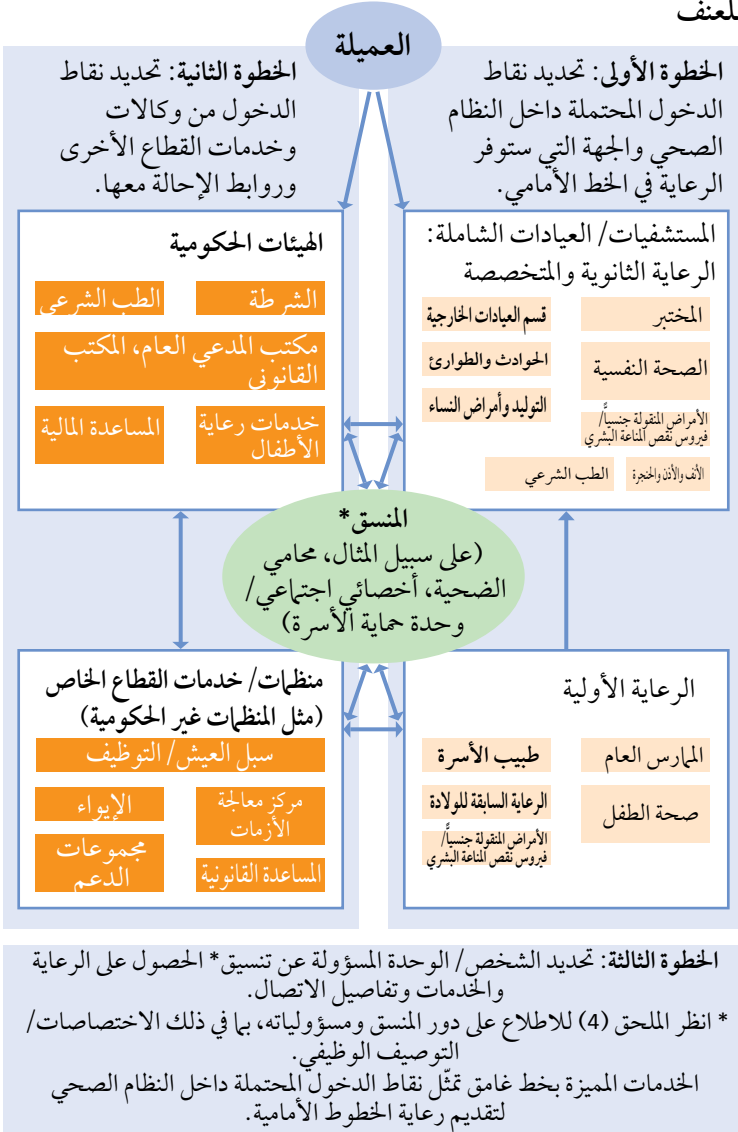 للعنف
العميلة
الخطوة الأولى: تحديد نقاط
الدخول المحتملة داخل النظام
الصحي والجهة التي ستوفر
الرعاية في الخط الأمامي.
الخطوة الثانية: تحديد نقاط
الدخول من وكالات
وخدمات القطاع الأخرى
وروابط الإحالة معها.
المستشفيات/ العيادات الشاملة:
الرعاية الثانوية والمتخصصة
المختبر
قسم العيادات الخارجية
الصحة النفسية
الحوادث والطوارئ
التوليد وأمراض النساء
الأمراض المنقولة جنسياً/
فيروس نقص المناعة البشري
الأنف والأذن والحنجرة
الطب الشرعي
الهيئات الحكومية
الشرطة
الطب الشرعي
مكتب المدعي العام، المكتب
القانوني
خدمات رعاية
الأطفال
المساعدة المالية
المنسق*
(على سبيل المثال، محامي
الضحية، أخصائي اجتماعي/
وحدة حماية الأسرة)
الرعاية الأولية
الممارس العام
طبيب الأسرة
صحة الطفل
الرعاية السابقة للولادة
الأمراض المنقولة جنسياً/
فيروس نقص المناعة البشري
منظمات/ خدمات القطاع الخاص
(مثل المنظمات غير الحكومية)
سبل العيش/ التوظيف
مركز معالجة
الأزمات
الإيواء
المساعدة القانونية
مجموعات
الدعم
الخطوة الثالثة: تحديد الشخص/ الوحدة المسؤولة عن تنسيق* الحصول على الرعاية
والخدمات وتفاصيل الاتصال.
* انظر الملحق (4) للاطلاع على دور المنسق ومسؤولياته، بما في ذلك الاختصاصات/
التوصيف الوظيفي.
الخدمات المميزة بخط غامق تمثّل نقاط الدخول المحتملة داخل النظام الصحي
لتقديم رعاية الخطوط الأمامية.